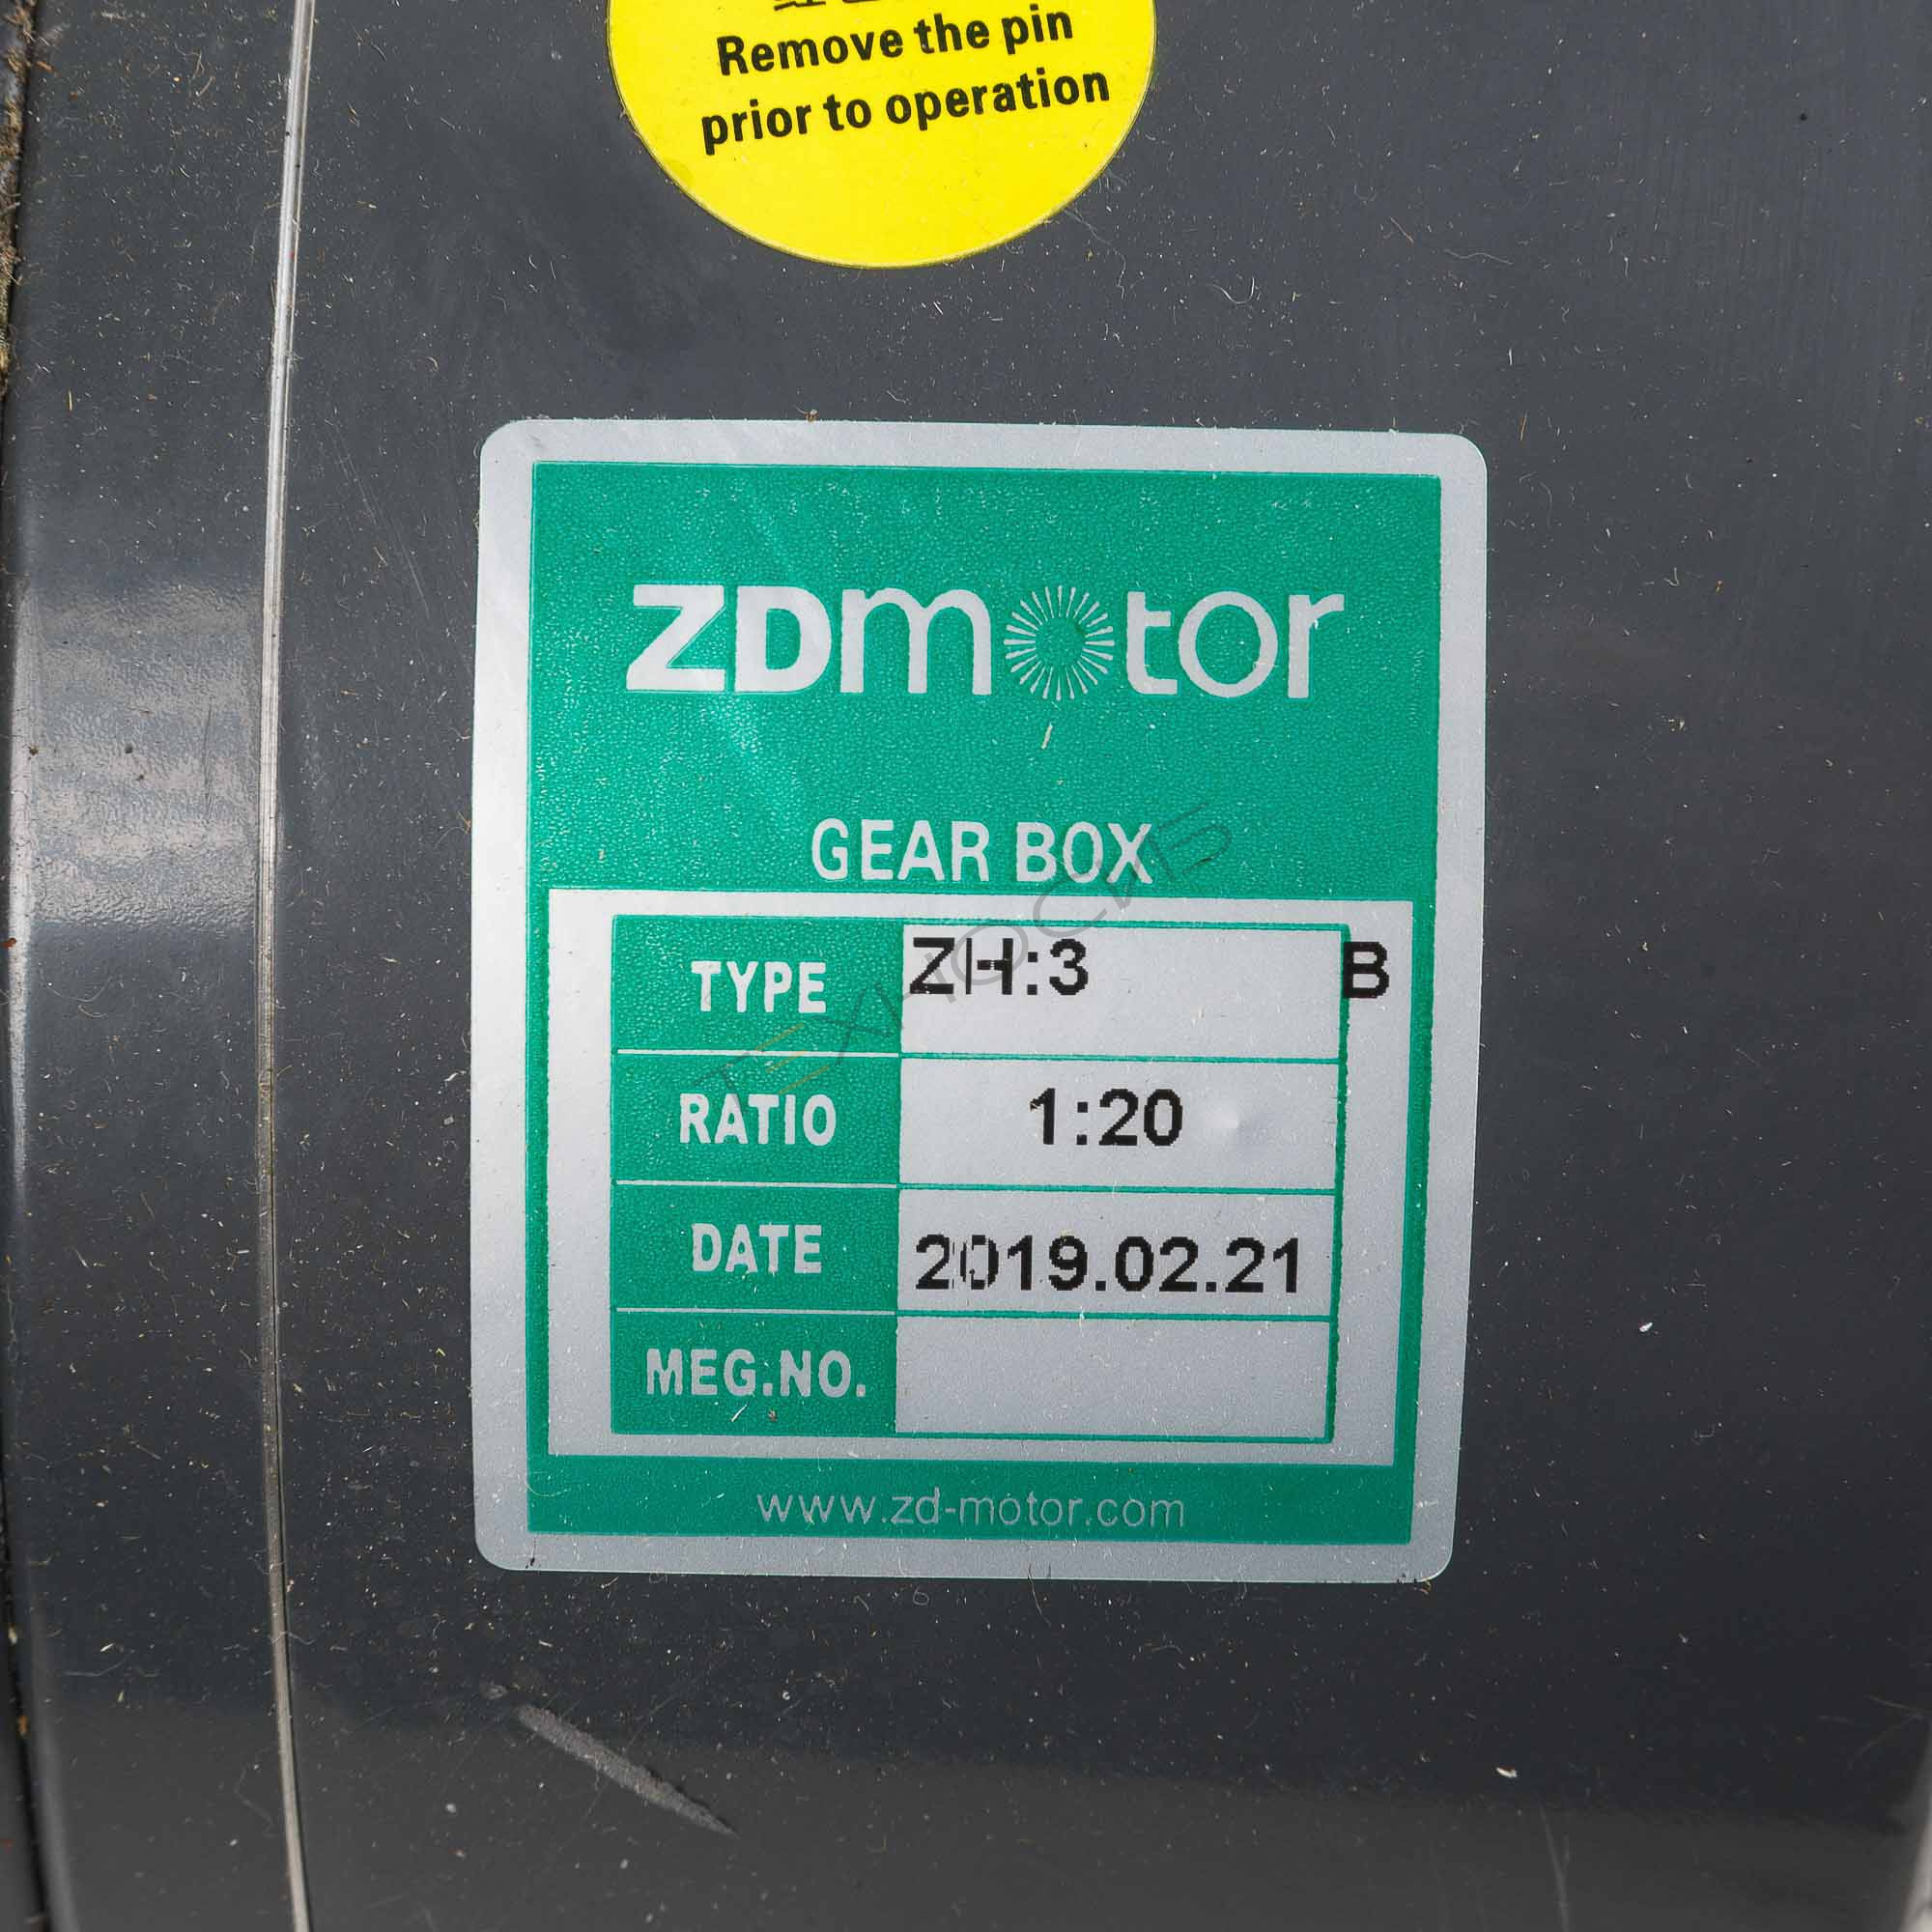 Remove the pin
prior to operation
ZDmotor
GEAR BOX
TYPE ZH:3 B
RATIO 1:20
DATE 2019.02.21
MEG.NO.
www.zd-motor.com
ТЕХНОСИБ